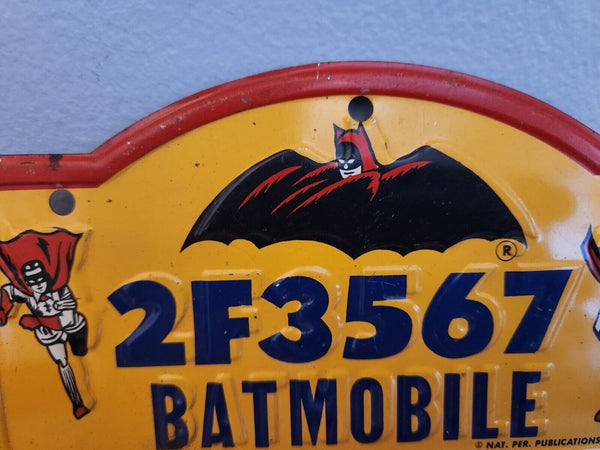 ®
2F3567
BATMOBILE
© NAT. PER. PUBLICATIONS